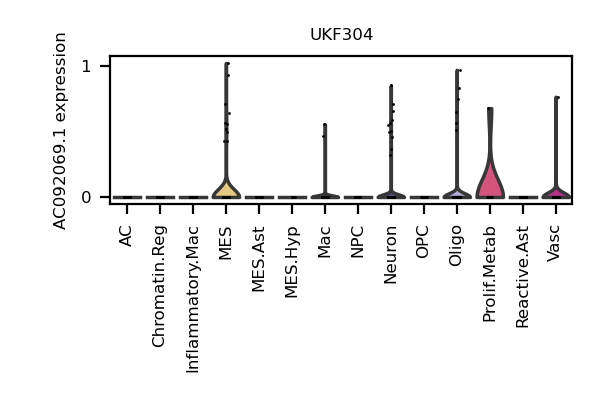 UKF304
AC092069.1 expression
1
0
AC
Chromatin.Reg
Inflammatory.Mac
MES
MES.Ast
MES.Hyp
Mac
NPC
Neuron
OPC
Oligo
Prolif.Metab
Reactive.Ast
Vasc